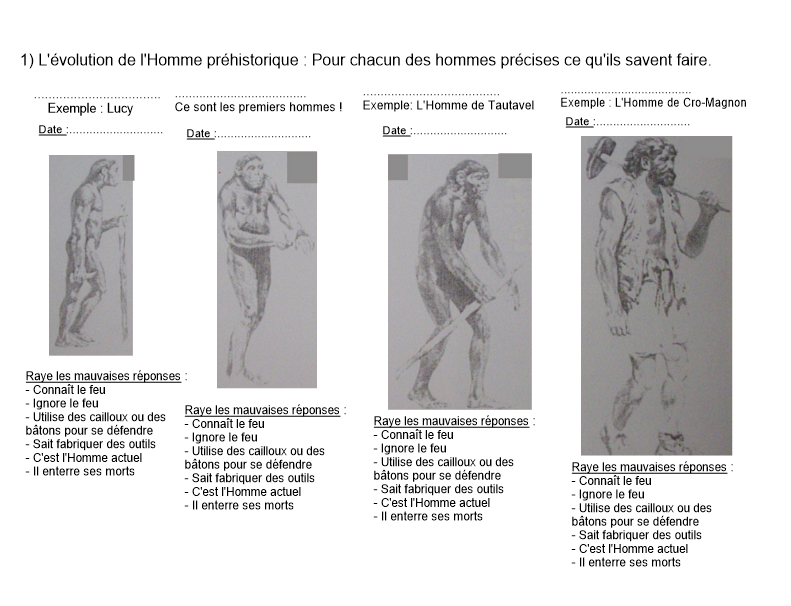 1) L'évolution de l'Homme préhistorique : Pour chacun des hommes précises ce qu'ils savent faire.
..................................
Exemple : Lucy
Date :............................
Raye les mauvaises réponses :
- Connaît le feu
- Ignore le feu
- Utilise des cailloux ou des
bâtons pour se défendre
- Sait fabriquer des outils
- C'est l'Homme actuel
- Il enterre ses morts
.....................................
Ce sont les premiers hommes !
Date :............................
Raye les mauvaises réponses :
- Connaît le feu
- Ignore le feu
- Utilise des cailloux ou des
bâtons pour se défendre
- Sait fabriquer des outils
- C'est l'Homme actuel
- Il enterre ses morts
.....................................
Exemple: L'Homme de Tautavel
Date :............................
Raye les mauvaises réponses :
- Connaît le feu
- Ignore le feu
- Utilise des cailloux ou des
bâtons pour se défendre
- Sait fabriquer des outils
- C'est l'Homme actuel
- Il enterre ses morts
.....................................
Exemple : L'Homme de Cro-Magnon
Date :............................
Raye les mauvaises réponses :
- Connaît le feu
- Ignore le feu
- Utilise des cailloux ou des
bâtons pour se défendre
- Sait fabriquer des outils
- C'est l'Homme actuel
- Il enterre ses morts